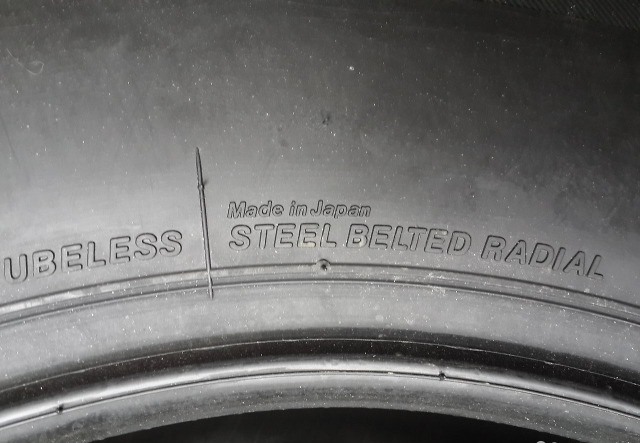 UBELESS
Made in Japan
STEEL BELTED RADIAL